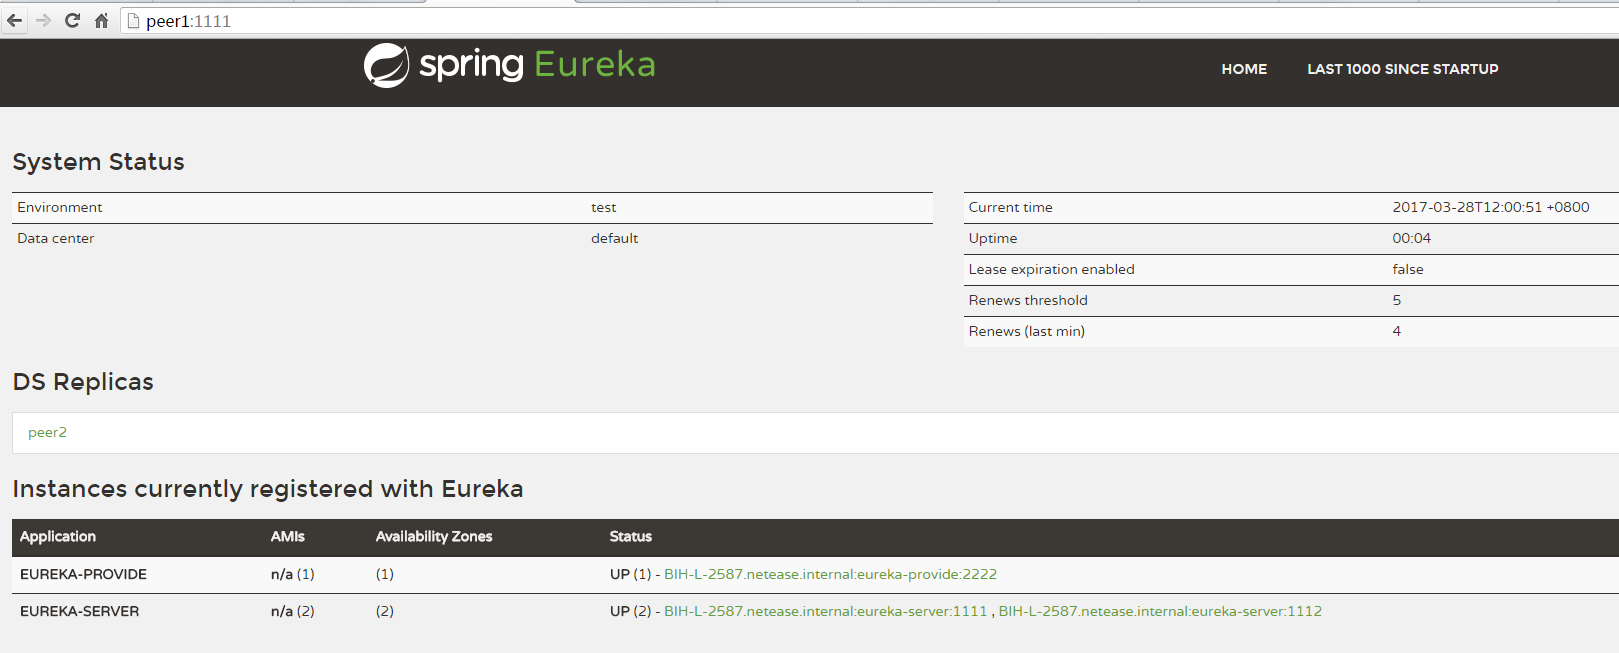 peer1:1111
spring Eureka HOME LAST 1000 SINCE STARTUP
System Status
Environment test
Data center default
Current time 2017-03-28T12:00:51 +0800
Uptime 00:04
Lease expiration enabled false
Renews threshold 5
Renews (last min) 4
DS Replicas
peer2
Instances currently registered with Eureka
Application AMIs Availability Zones Status
EUREKA-PROVIDE n/a (1) (1) UP (1) - BIH-L-2587.netease.internal:eureka-provide:2222
EUREKA-SERVER n/a (2) (2) UP (2) - BIH-L-2587.netease.internal:eureka-server:1111 , BIH-L-2587.netease.internal:eureka-server:1112